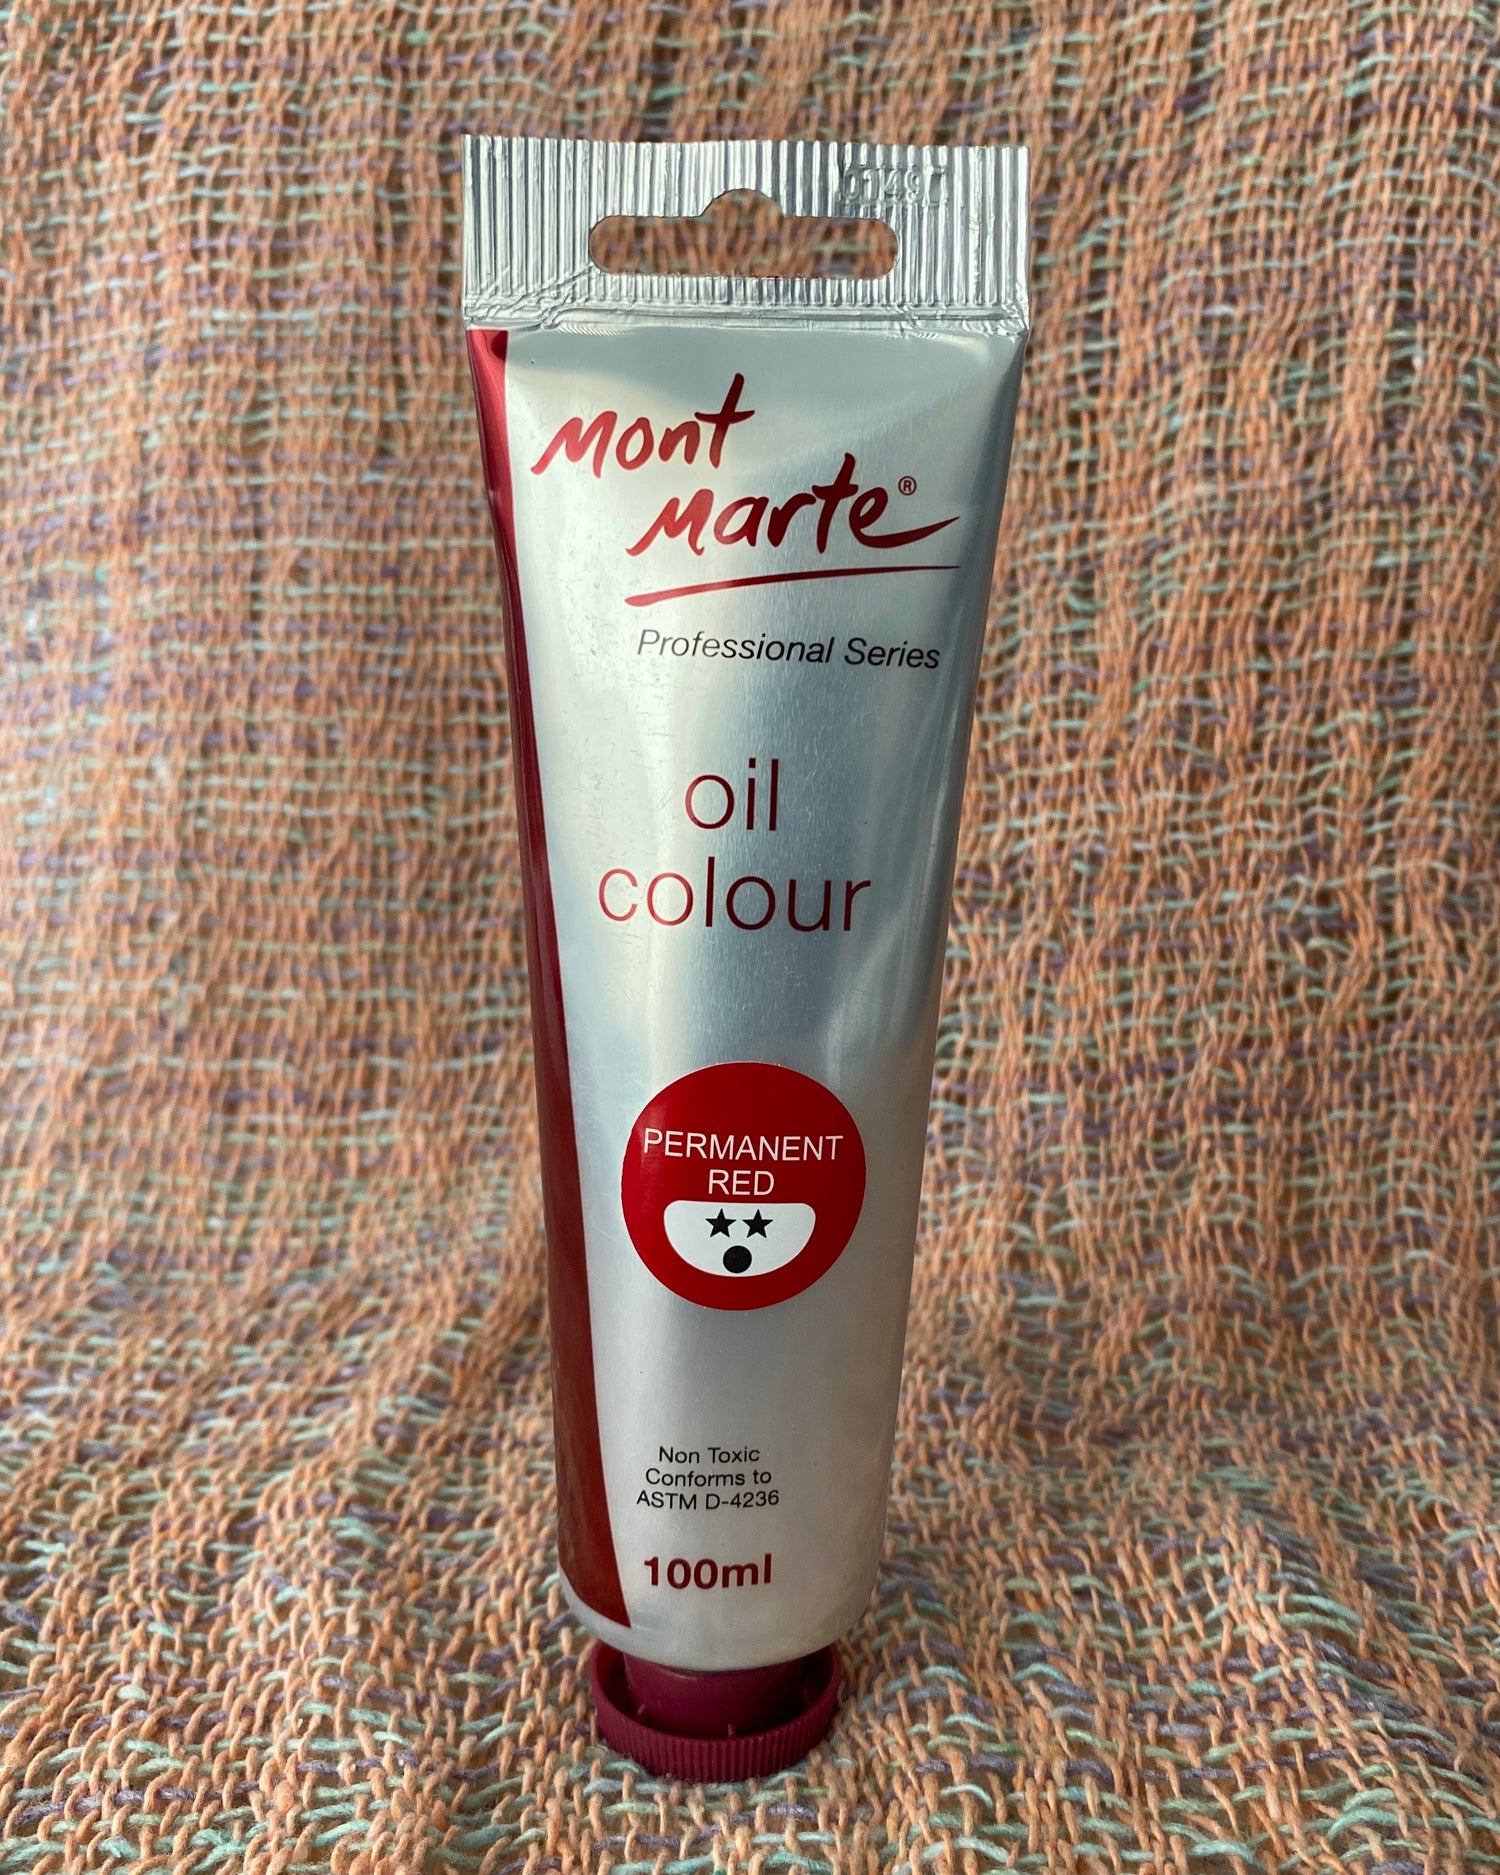 Mont
Marte®
Professional Series
oil
colour
PERMANENT
RED
Non Toxic
Conforms to
ASTM D-4236
100ml